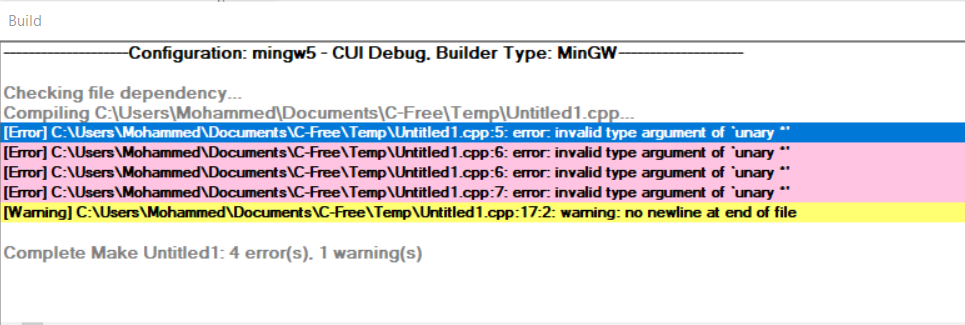 Build
--------------------Configuration: mingw5 - CUI Debug, Builder Type: MinGW--------------------
Checking file dependency...
Compiling C:\Users\Mohammed\Documents\C-Free\Temp\Untitled1.cpp...
[Error] C:\Users\Mohammed\Documents\C-Free\Temp\Untitled1.cpp:5: error: invalid type argument of `unary *'
[Error] C:\Users\Mohammed\Documents\C-Free\Temp\Untitled1.cpp:6: error: invalid type argument of `unary *'
[Error] C:\Users\Mohammed\Documents\C-Free\Temp\Untitled1.cpp:6: error: invalid type argument of `unary *'
[Error] C:\Users\Mohammed\Documents\C-Free\Temp\Untitled1.cpp:7: error: invalid type argument of `unary *'
[Warning] C:\Users\Mohammed\Documents\C-Free\Temp\Untitled1.cpp:17:2: warning: no newline at end of file
Complete Make Untitled1: 4 error(s), 1 warning(s)